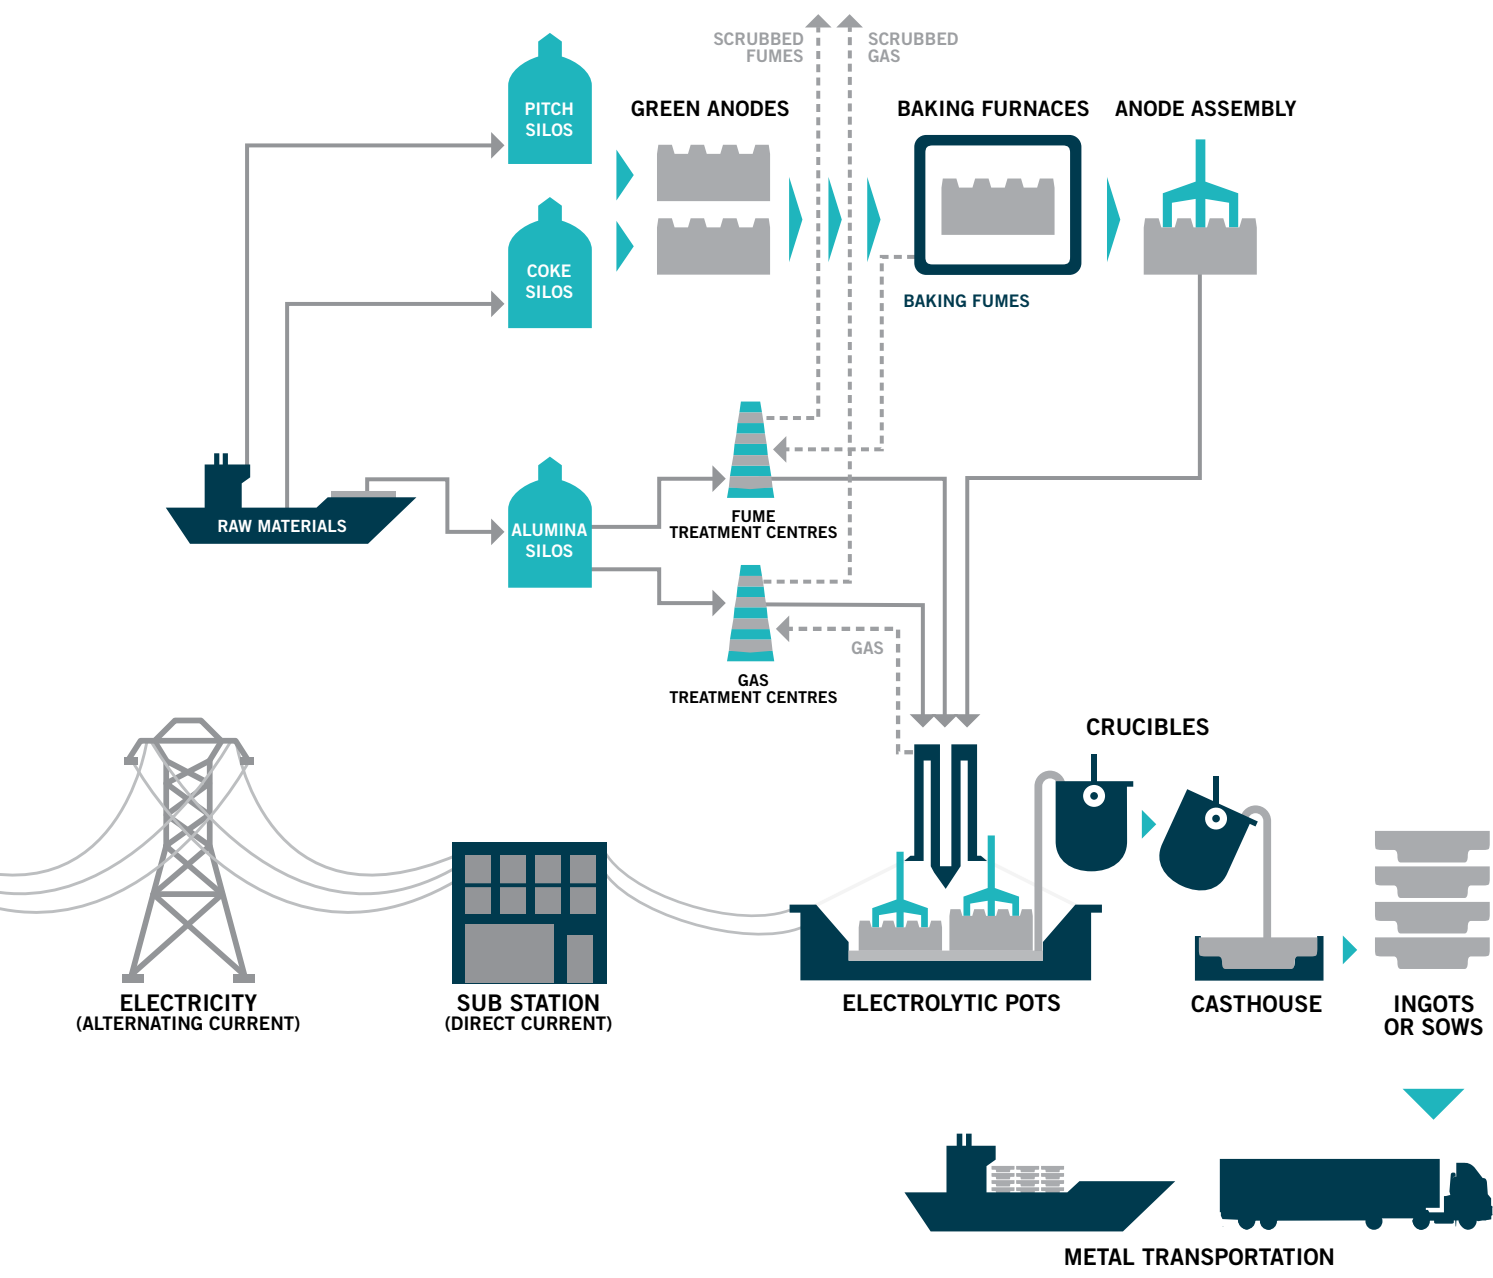 SCRUBBED
FUMES
SCRUBBED
GAS
PITCH
SILOS
GREEN ANODES
BAKING FURNACES
ANODE ASSEMBLY
COKE
SILOS
BAKING FUMES
RAW MATERIALS
ALUMINA
SILOS
FUME
TREATMENT CENTRES
GAS
GAS
TREATMENT CENTRES
CRUCIBLES
ELECTRICITY
(ALTERNATING CURRENT)
SUB STATION
(DIRECT CURRENT)
ELECTROLYTIC POTS
CASTHOUSE
INGOTS
OR SOWS
METAL TRANSPORTATION